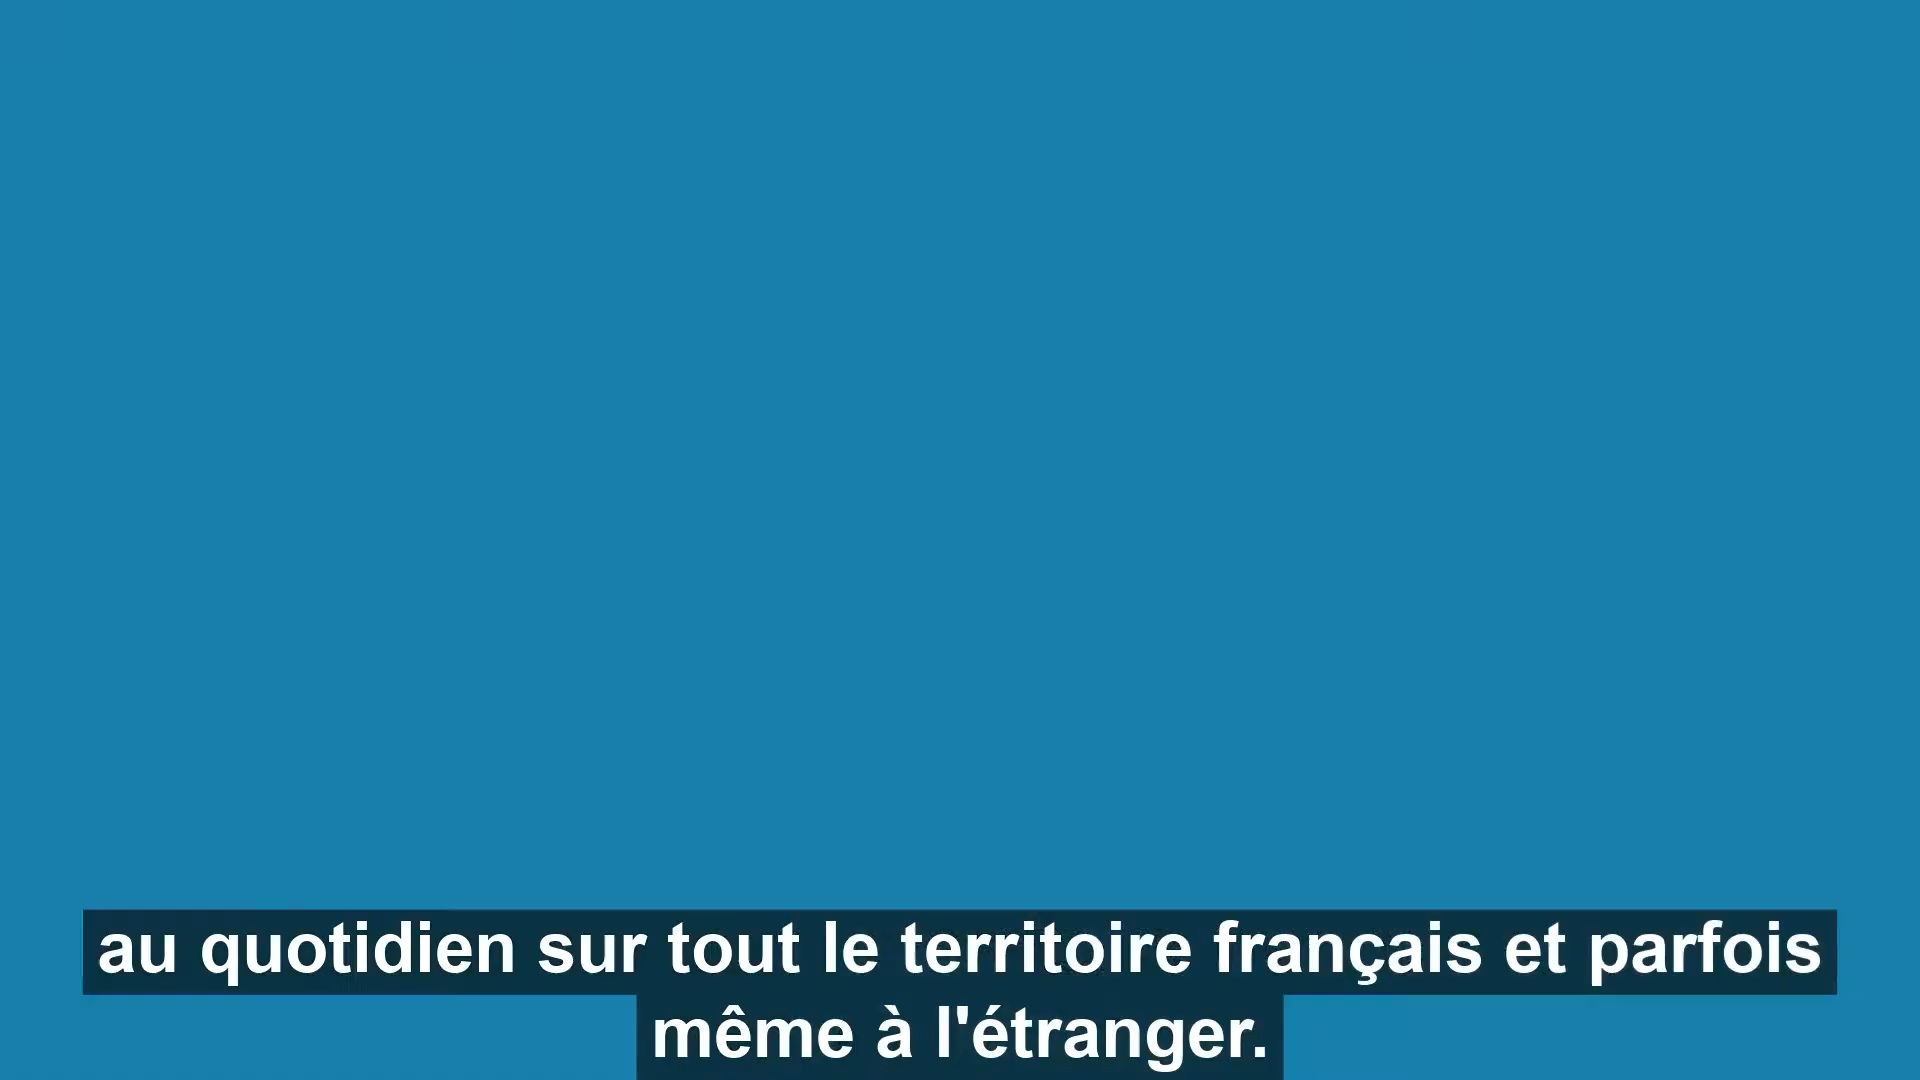 au quotidien sur tout le territoire français et parfois
même à l'étranger.